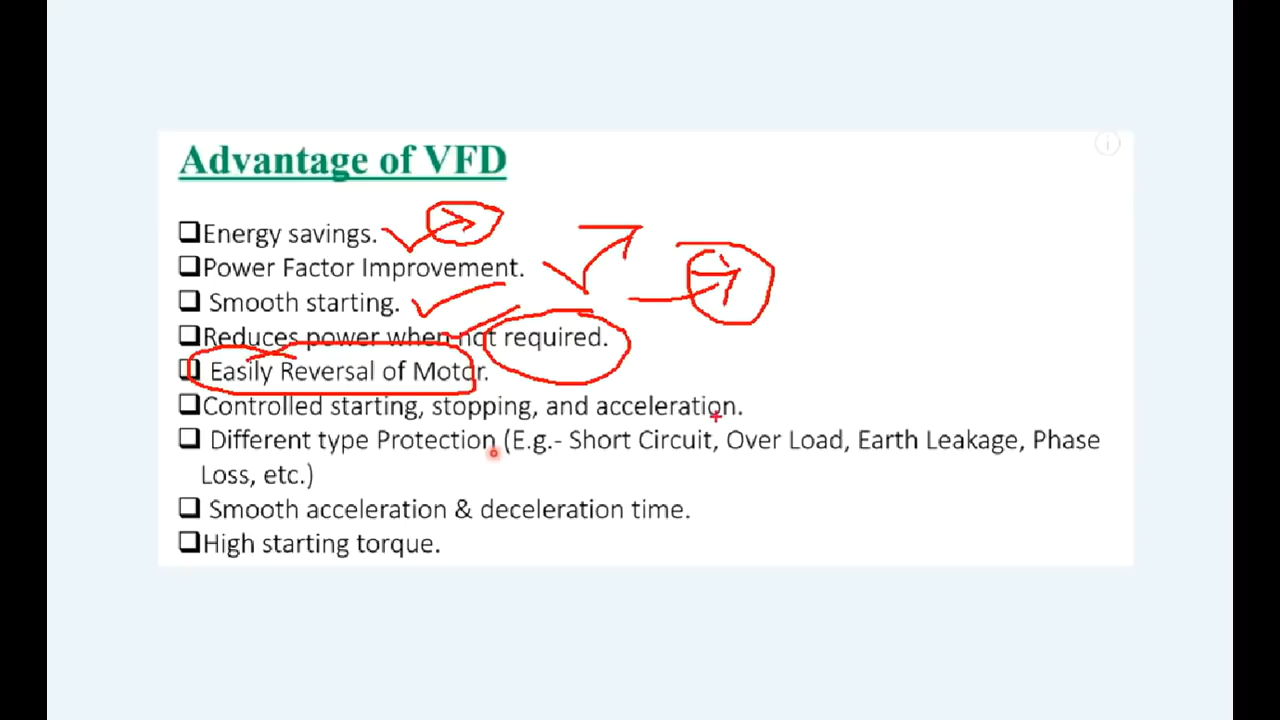 Advantage of VFD
❑Energy savings.
❑Power Factor Improvement.
❑ Smooth starting.
❑Reduces power when not required.
❑ Easily Reversal of Motor.
❑Controlled starting, stopping, and acceleration.
❑ Different type Protection (E.g.- Short Circuit, Over Load, Earth Leakage, Phase
Loss, etc.)
❑ Smooth acceleration & deceleration time.
❑High starting torque.